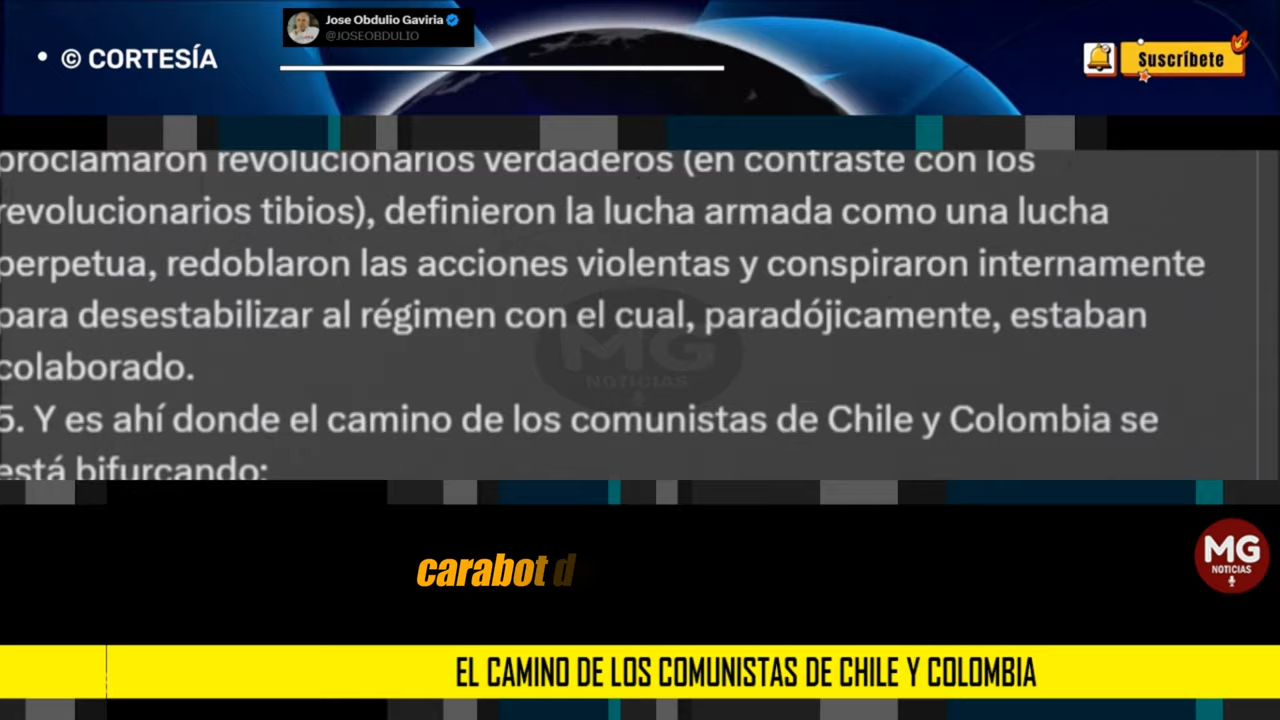 Jose Obdulio Gaviria
@JOSEOBDULIO
• © CORTESÍA
Suscríbete
proclamaron revolucionarios verdaderos (en contraste con los
revolucionarios tibios), definieron la lucha armada como una lucha
perpetua, redoblaron las acciones violentas y conspiraron internamente
para desestabilizar al régimen con el cual, paradójicamente, estaban
colaborado.
5. Y es ahí donde el camino de los comunistas de Chile y Colombia se
está bifurcando:
MG
NOTICIAS
carabot d
MG
NOTICIAS
EL CAMINO DE LOS COMUNISTAS DE CHILE Y COLOMBIA